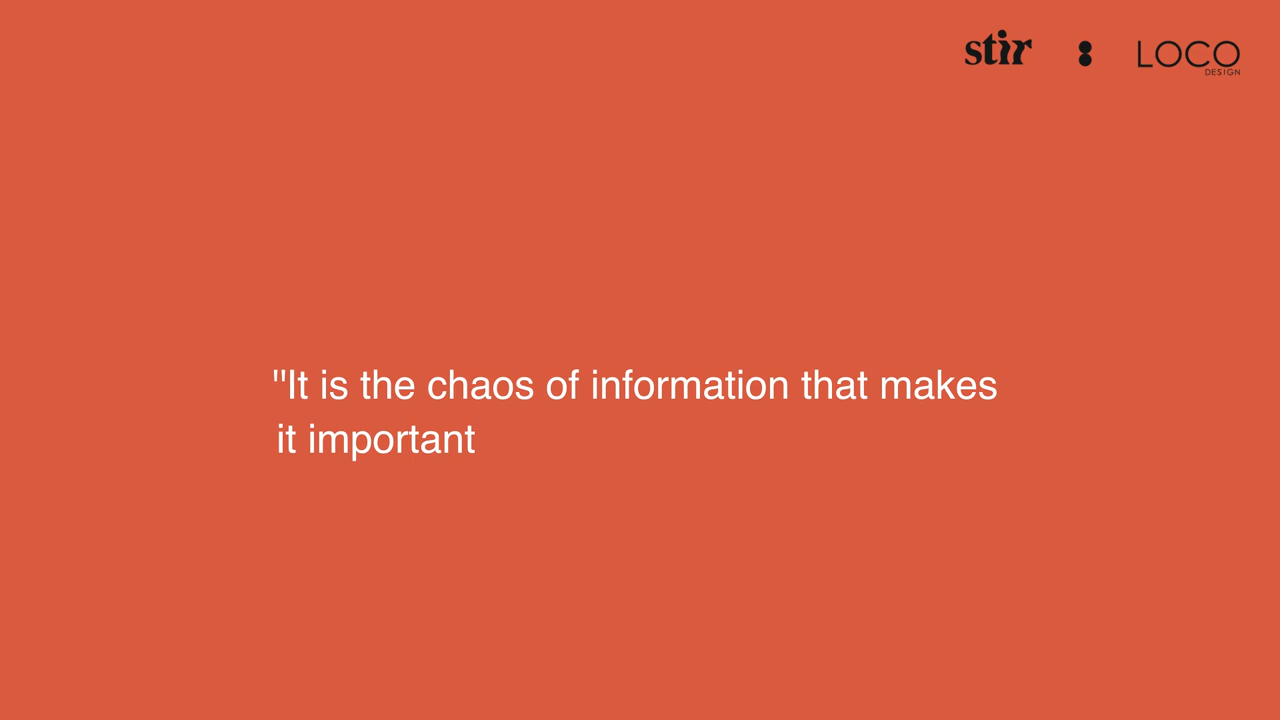 stir
LOCO
DESIGN
"It is the chaos of information that makes
it important